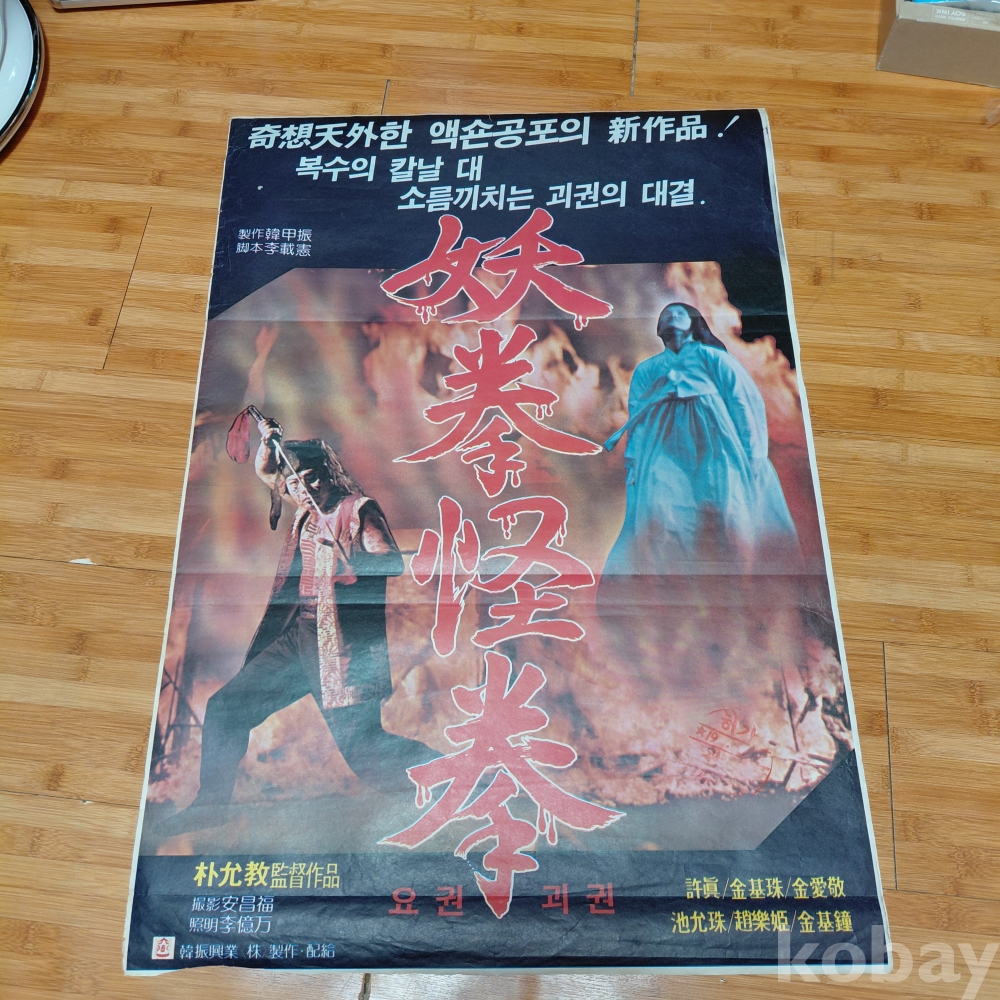 奇想天外한 액숀공포의 新作品!
복수의 칼날 대
소름끼치는 괴권의 대결.
製作 韓甲振
脚本 李載憲
妖拳怪拳
허가
朴允教監督作品
撮影 安昌福
照明 李億万
韓振興業 株 製作·配給
요권 괴권
許眞/金基珠/金愛敬
池允珠/趙樂姬/金基鐘
kobay